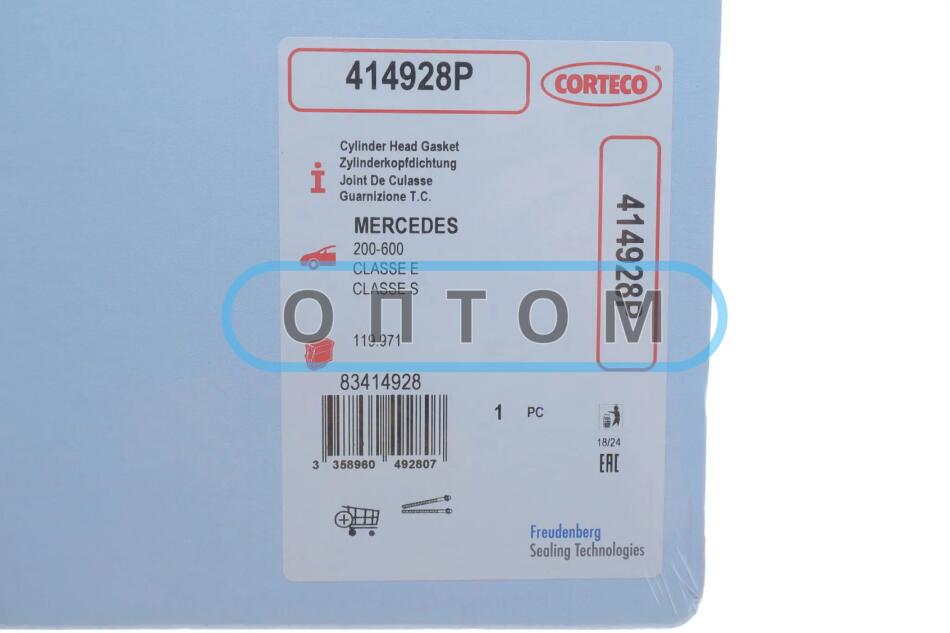 414928P
CORTECO®
Cylinder Head Gasket
Zylinderkopfdichtung
Joint De Culasse
Guarnizione T.C.
MERCEDES
200-600
CLASSE E
CLASSE S
414928P
ОПТОМ
119.971
83414928
1 PC
3 358960 492807
18/24
EAC
Freudenberg
Sealing Technologies